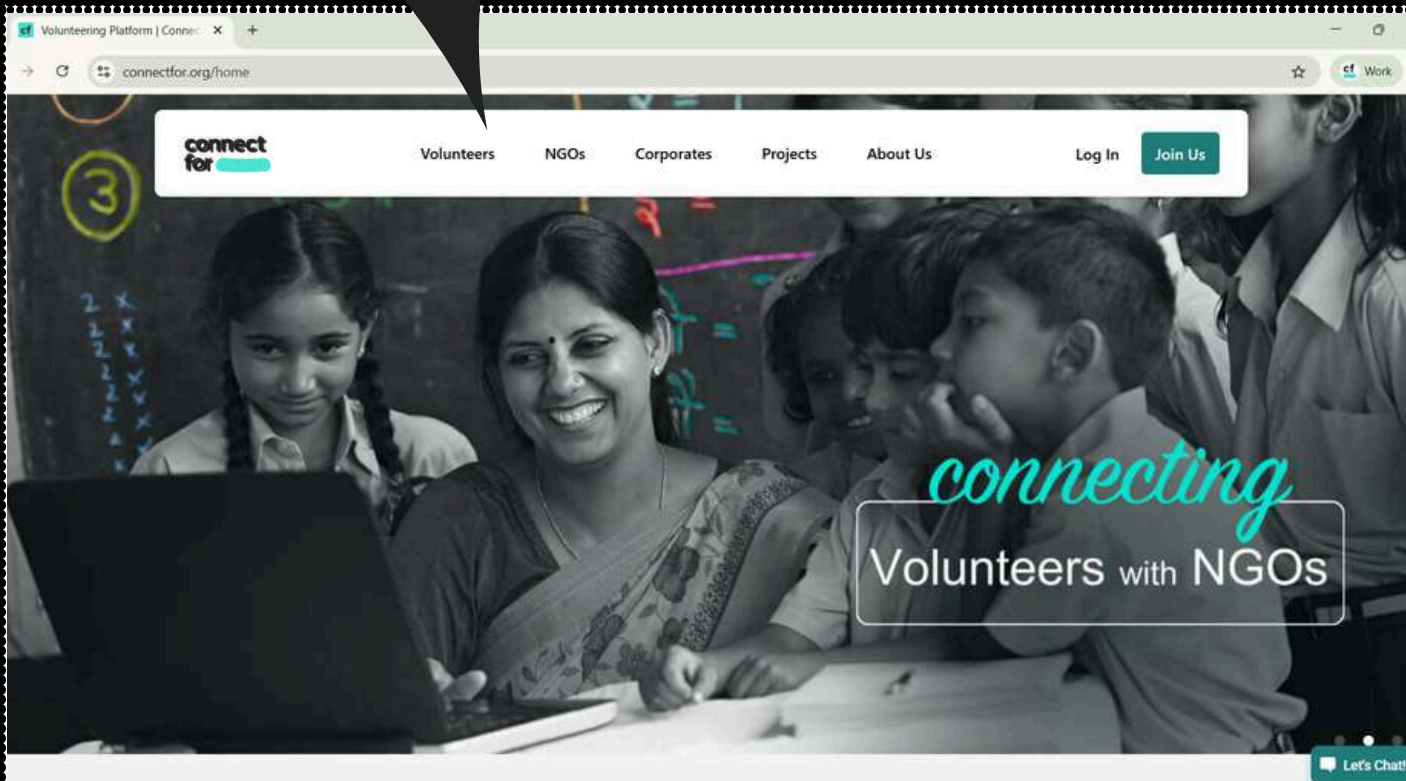 cf Volunteering Platform | Connec
connectfor.org/home
cf Work
connect
for
Volunteers NGOs Corporates Projects About Us Log In Join Us
3
connecting
Volunteers with NGOs
Let's Chat!